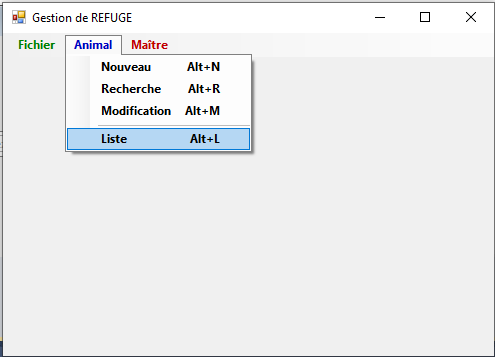 Gestion de REFUGE
Fichier Animal Maître
Nouveau Alt+N
Recherche Alt+R
Modification Alt+M
Liste Alt+L